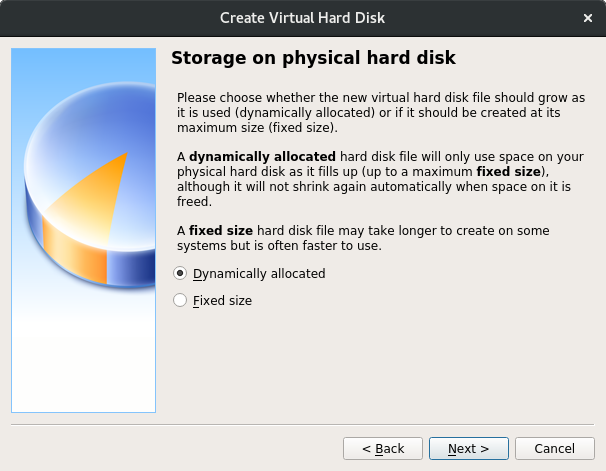 Create Virtual Hard Disk
Storage on physical hard disk
Please choose whether the new virtual hard disk file should grow as
it is used (dynamically allocated) or if it should be created at its
maximum size (fixed size).
A dynamically allocated hard disk file will only use space on your
physical hard disk as it fills up (up to a maximum fixed size),
although it will not shrink again automatically when space on it is
freed.
A fixed size hard disk file may take longer to create on some
systems but is often faster to use.
Dynamically allocated
Fixed size
< Back Next > Cancel